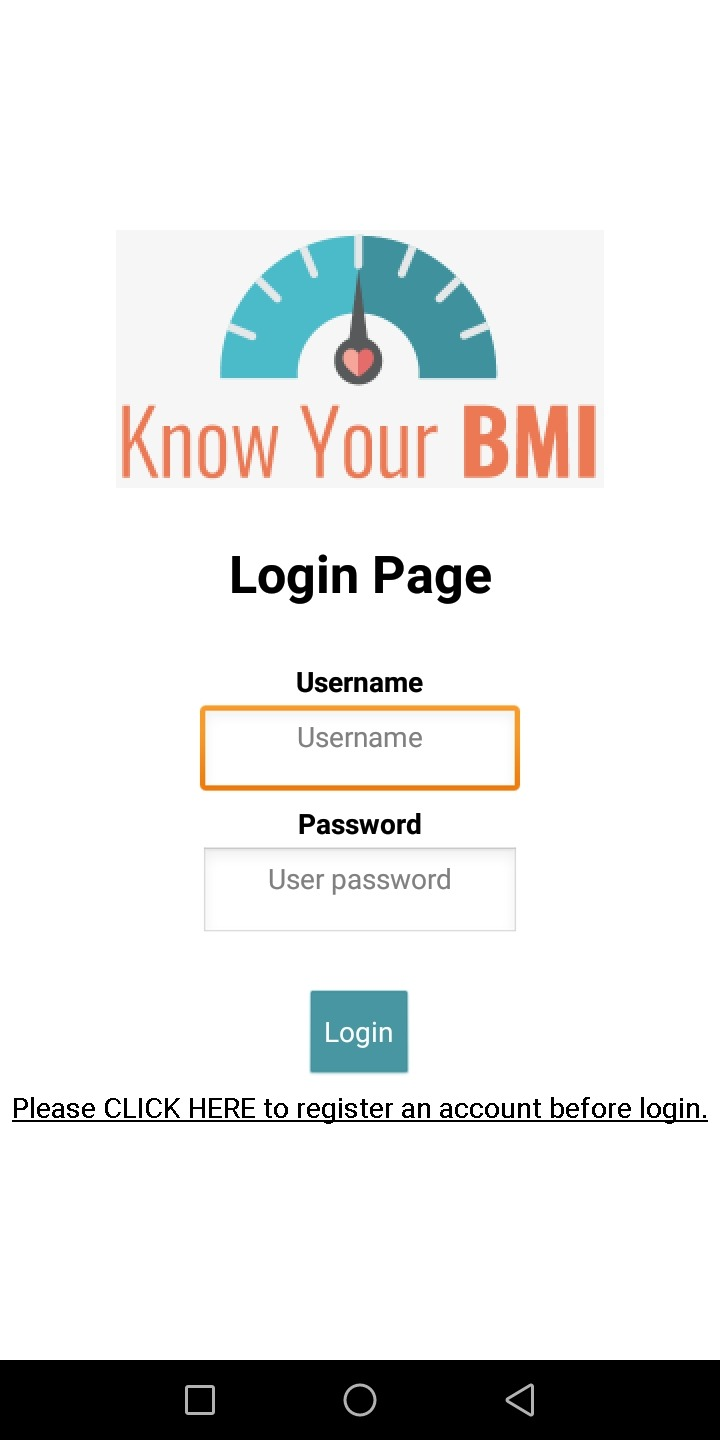 Know Your BMI
Login Page
Username
Username
Password
User password
Login
Please CLICK HERE to register an account before login.